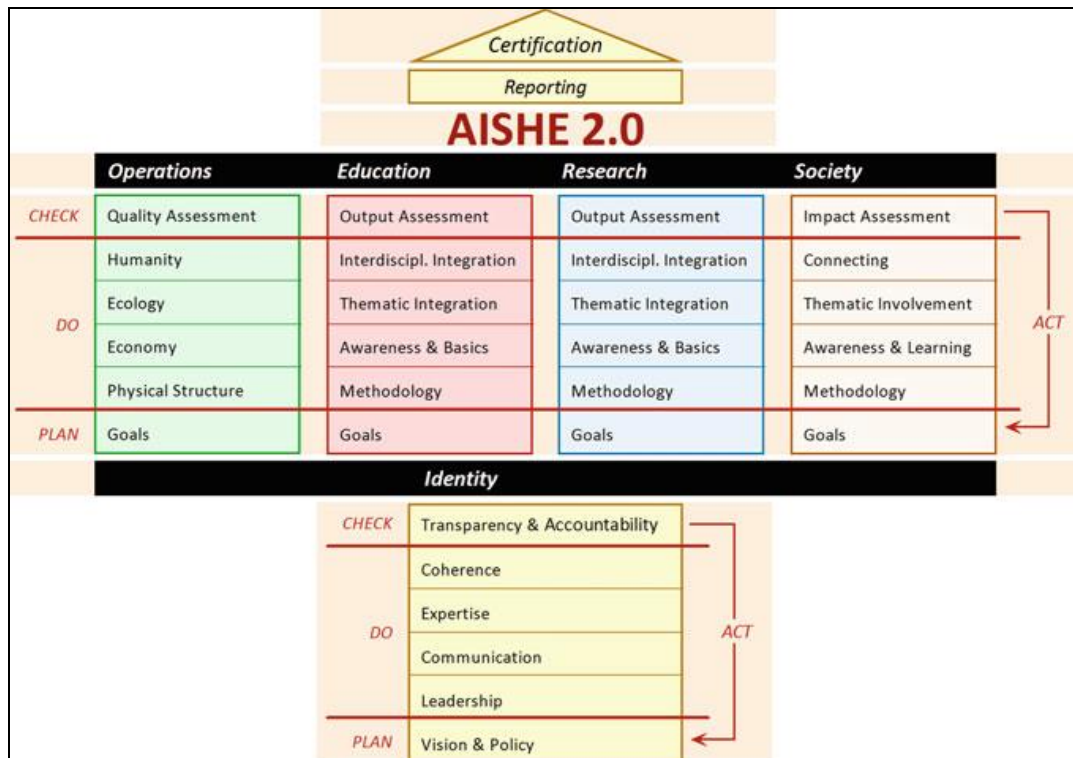 Certification
Reporting
AISHE 2.0
Operations Education Research Society
CHECK Quality Assessment Output Assessment Output Assessment Impact Assessment
Humanity Interdiscipl. Integration Interdiscipl. Integration Connecting
Ecology Thematic Integration Thematic Integration Thematic Involvement
DO ACT
Economy Awareness & Basics Awareness & Basics Awareness & Learning
Physical Structure Methodology Methodology Methodology
PLAN Goals Goals Goals Goals
Identity
CHECK Transparency & Accountability
Coherence
Expertise
DO ACT
Communication
Leadership
PLAN Vision & Policy